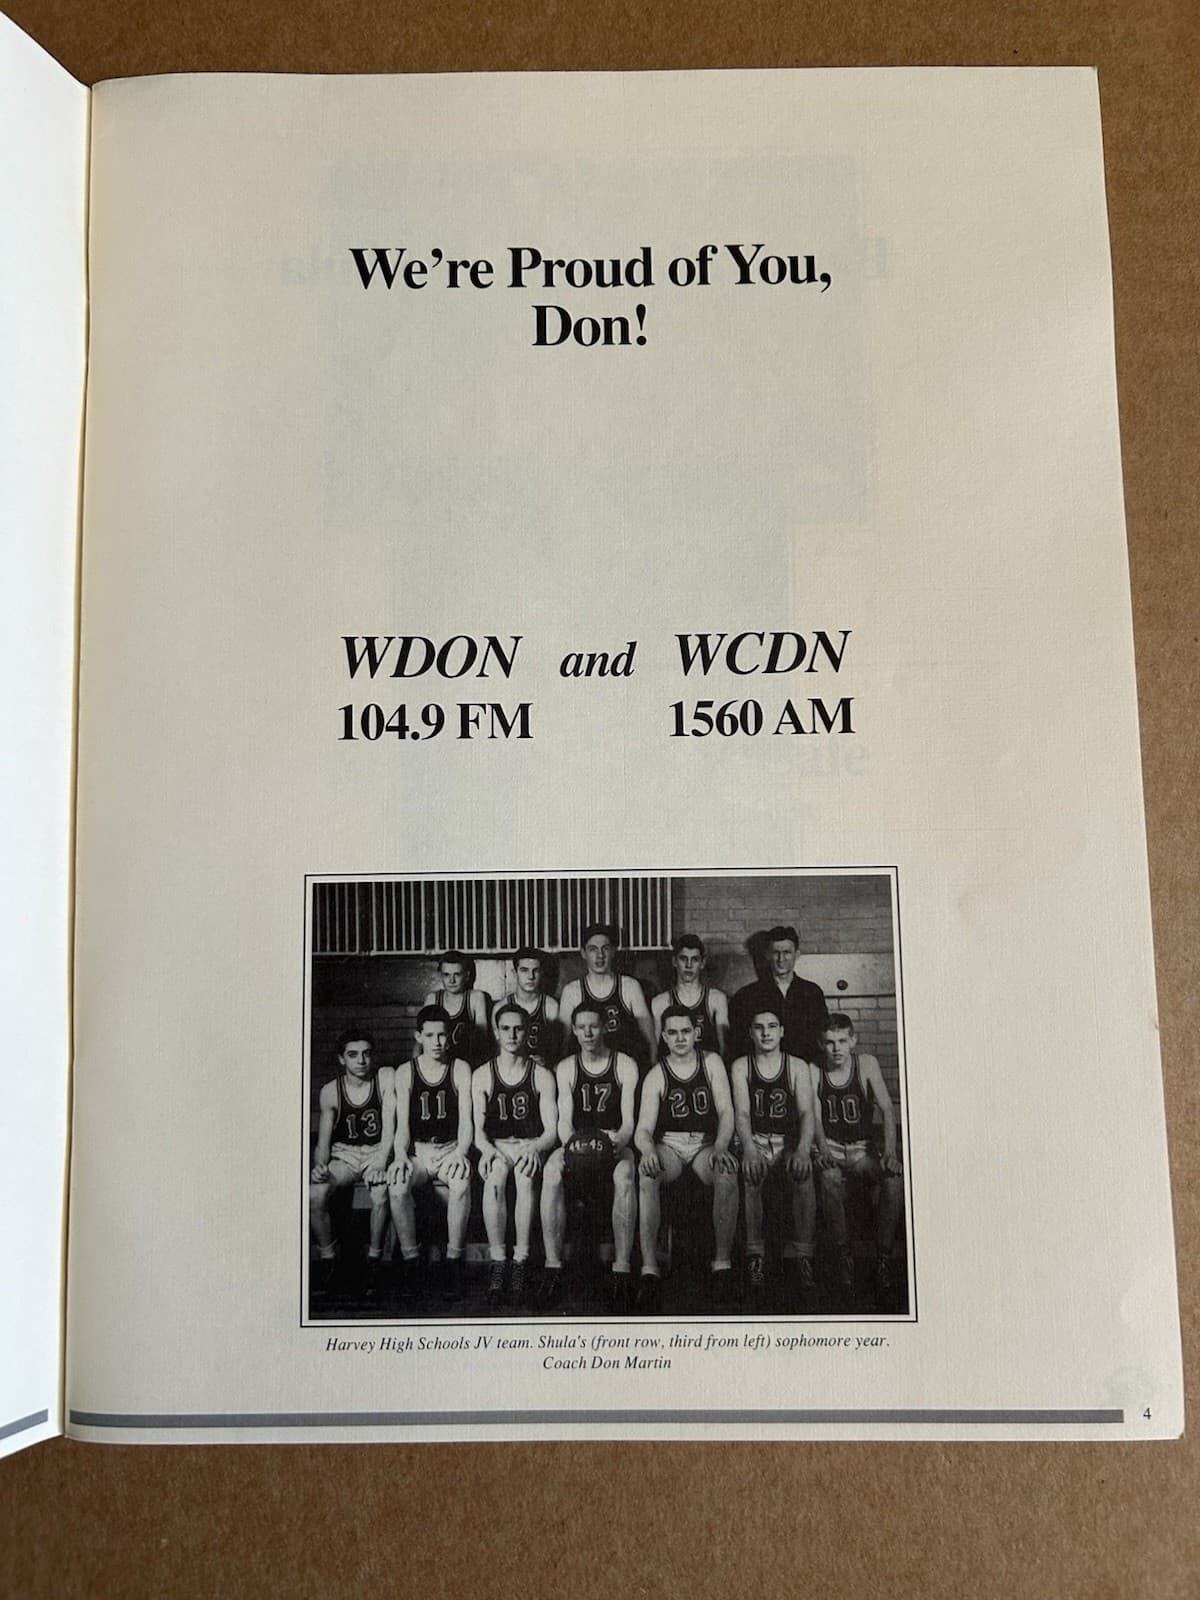 We're Proud of You,
Don!
WDON and WCDN
104.9 FM 1560 AM
13 11 18 17 20 12 10
44-45
Harvey High Schools JV team. Shula's (front row, third from left) sophomore year.
Coach Don Martin
4